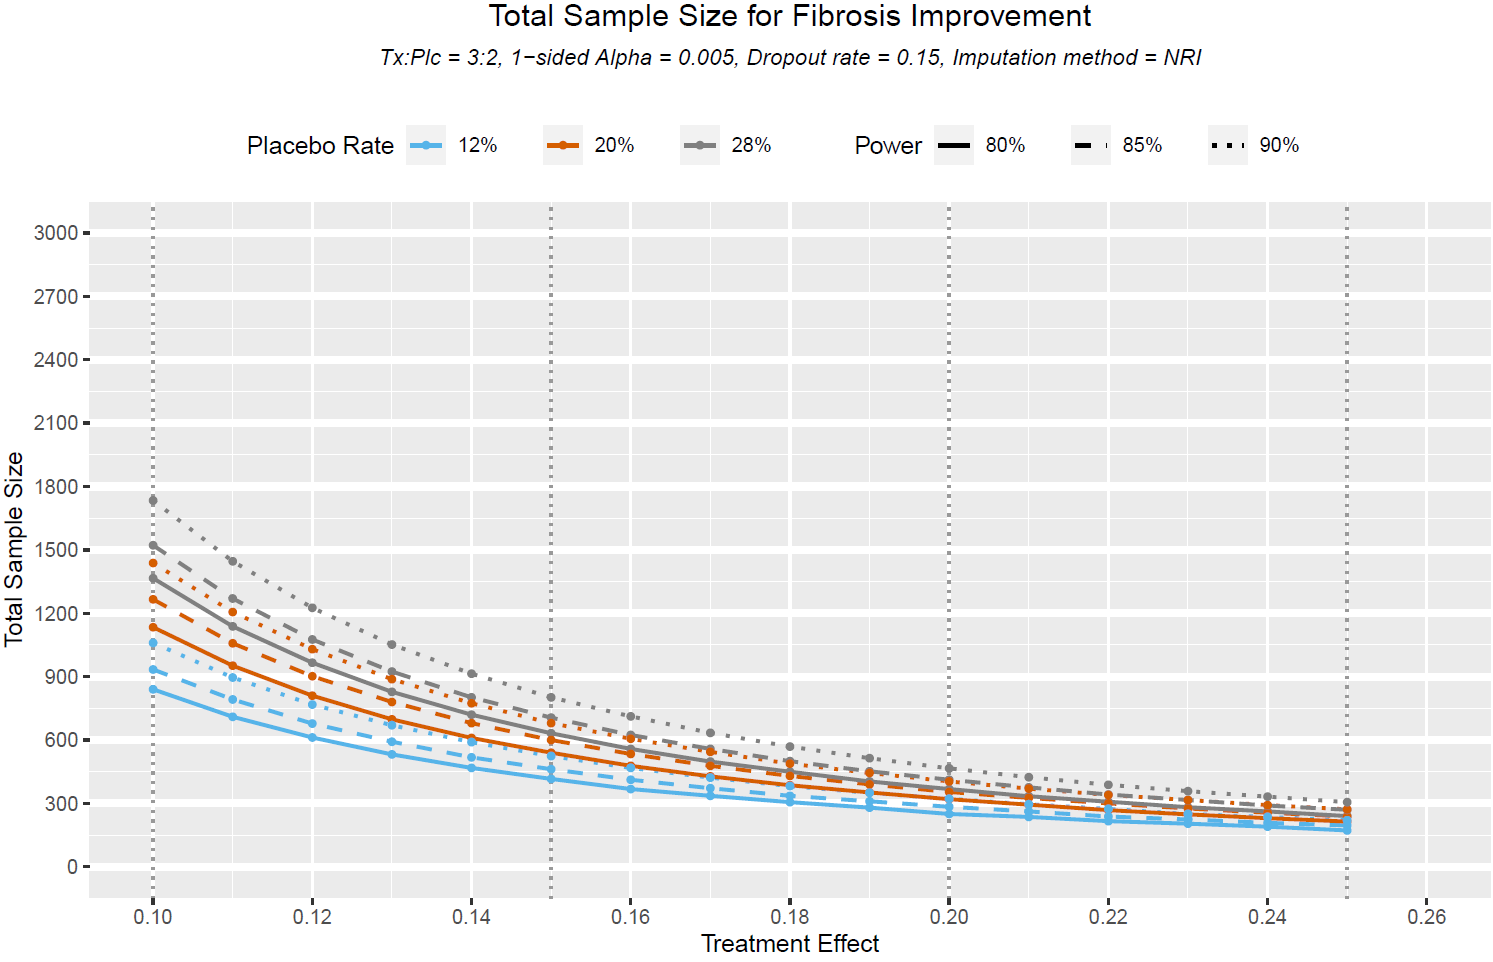 Total Sample Size for Fibrosis Improvement
Tx:Plc = 3:2, 1−sided Alpha = 0.005, Dropout rate = 0.15, Imputation method = NRI
Placebo Rate 12% 20% 28% Power 80% 85% 90%
3000
2700
2400
2100
1800
1500
1200
900
600
300
0
Total Sample Size
0.10 0.12 0.14 0.16 0.18 0.20 0.22 0.24 0.26
Treatment Effect